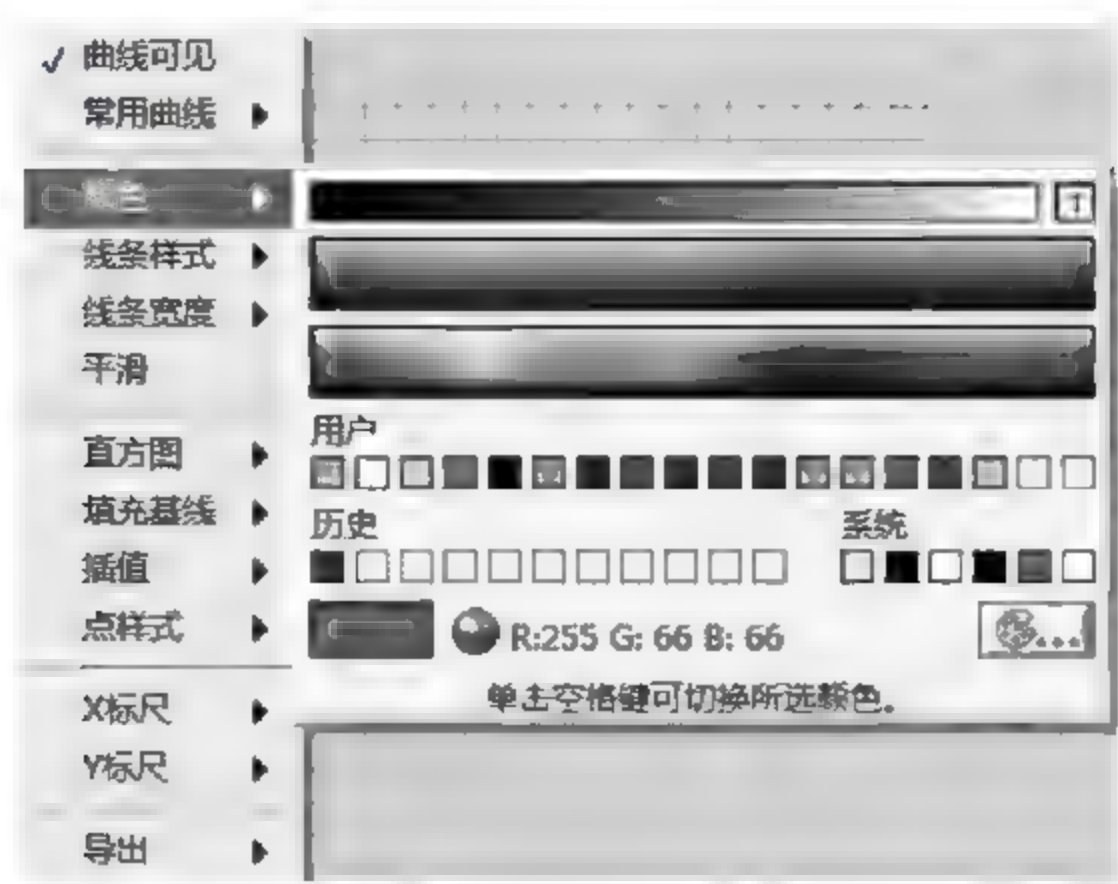 ✓ 曲线可见
常用曲线
颜色
T
线条样式
线条宽度
平滑
直方图
填充基线
插值
点样式
X标尺
Y标尺
导出
用户
历史
系统
R:255 G: 66 B: 66
...
单击空格键可切换所选颜色。